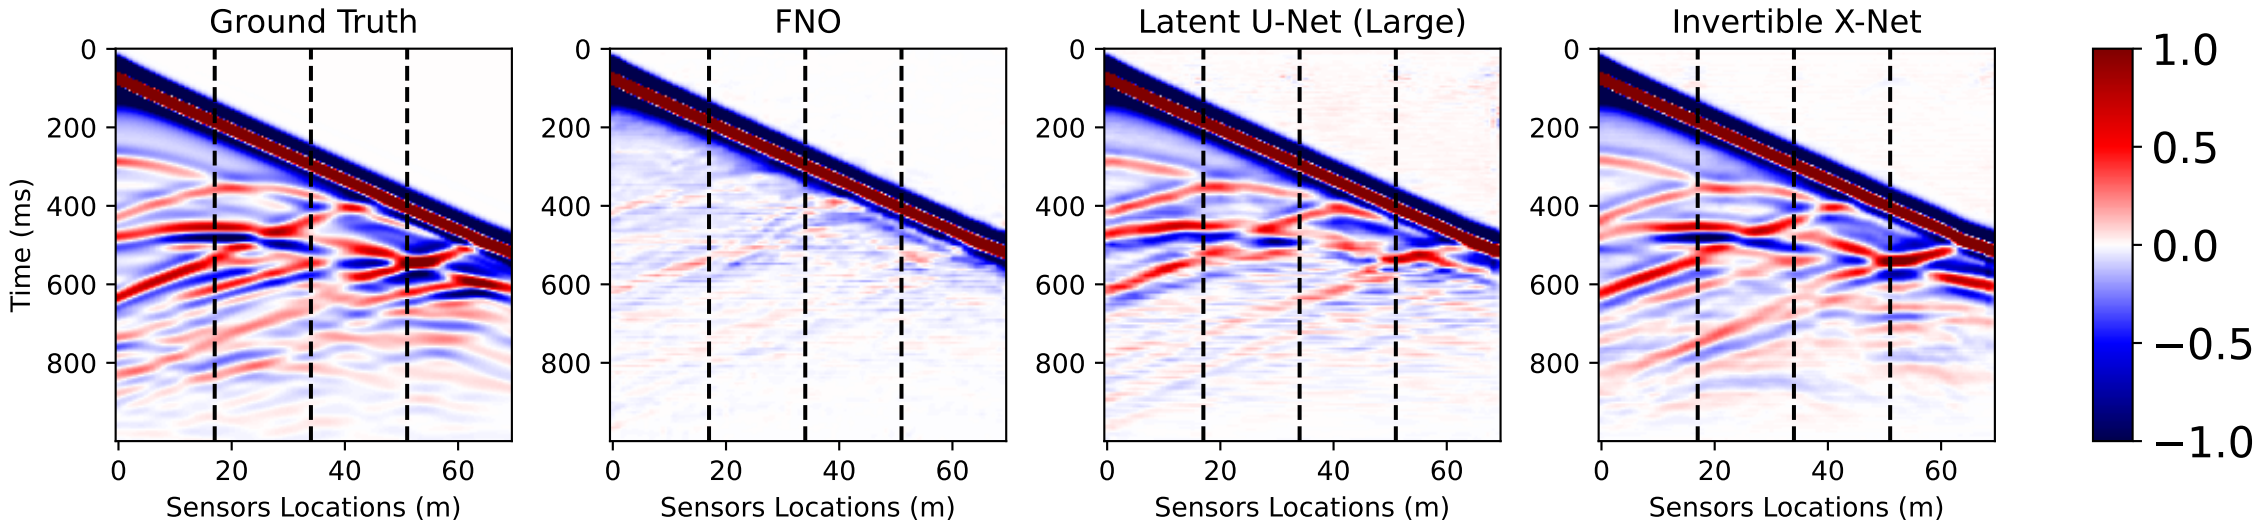 Ground Truth FNO Latent U-Net (Large) Invertible X-Net
0 0 0 0 1.0
200 200 200 200 0.5
400 400 400 400 0.0
600 600 600 600 −0.5
800 800 800 800 −1.0
Time (ms)
0 20 40 60 0 20 40 60 0 20 40 60 0 20 40 60
Sensors Locations (m) Sensors Locations (m) Sensors Locations (m) Sensors Locations (m)